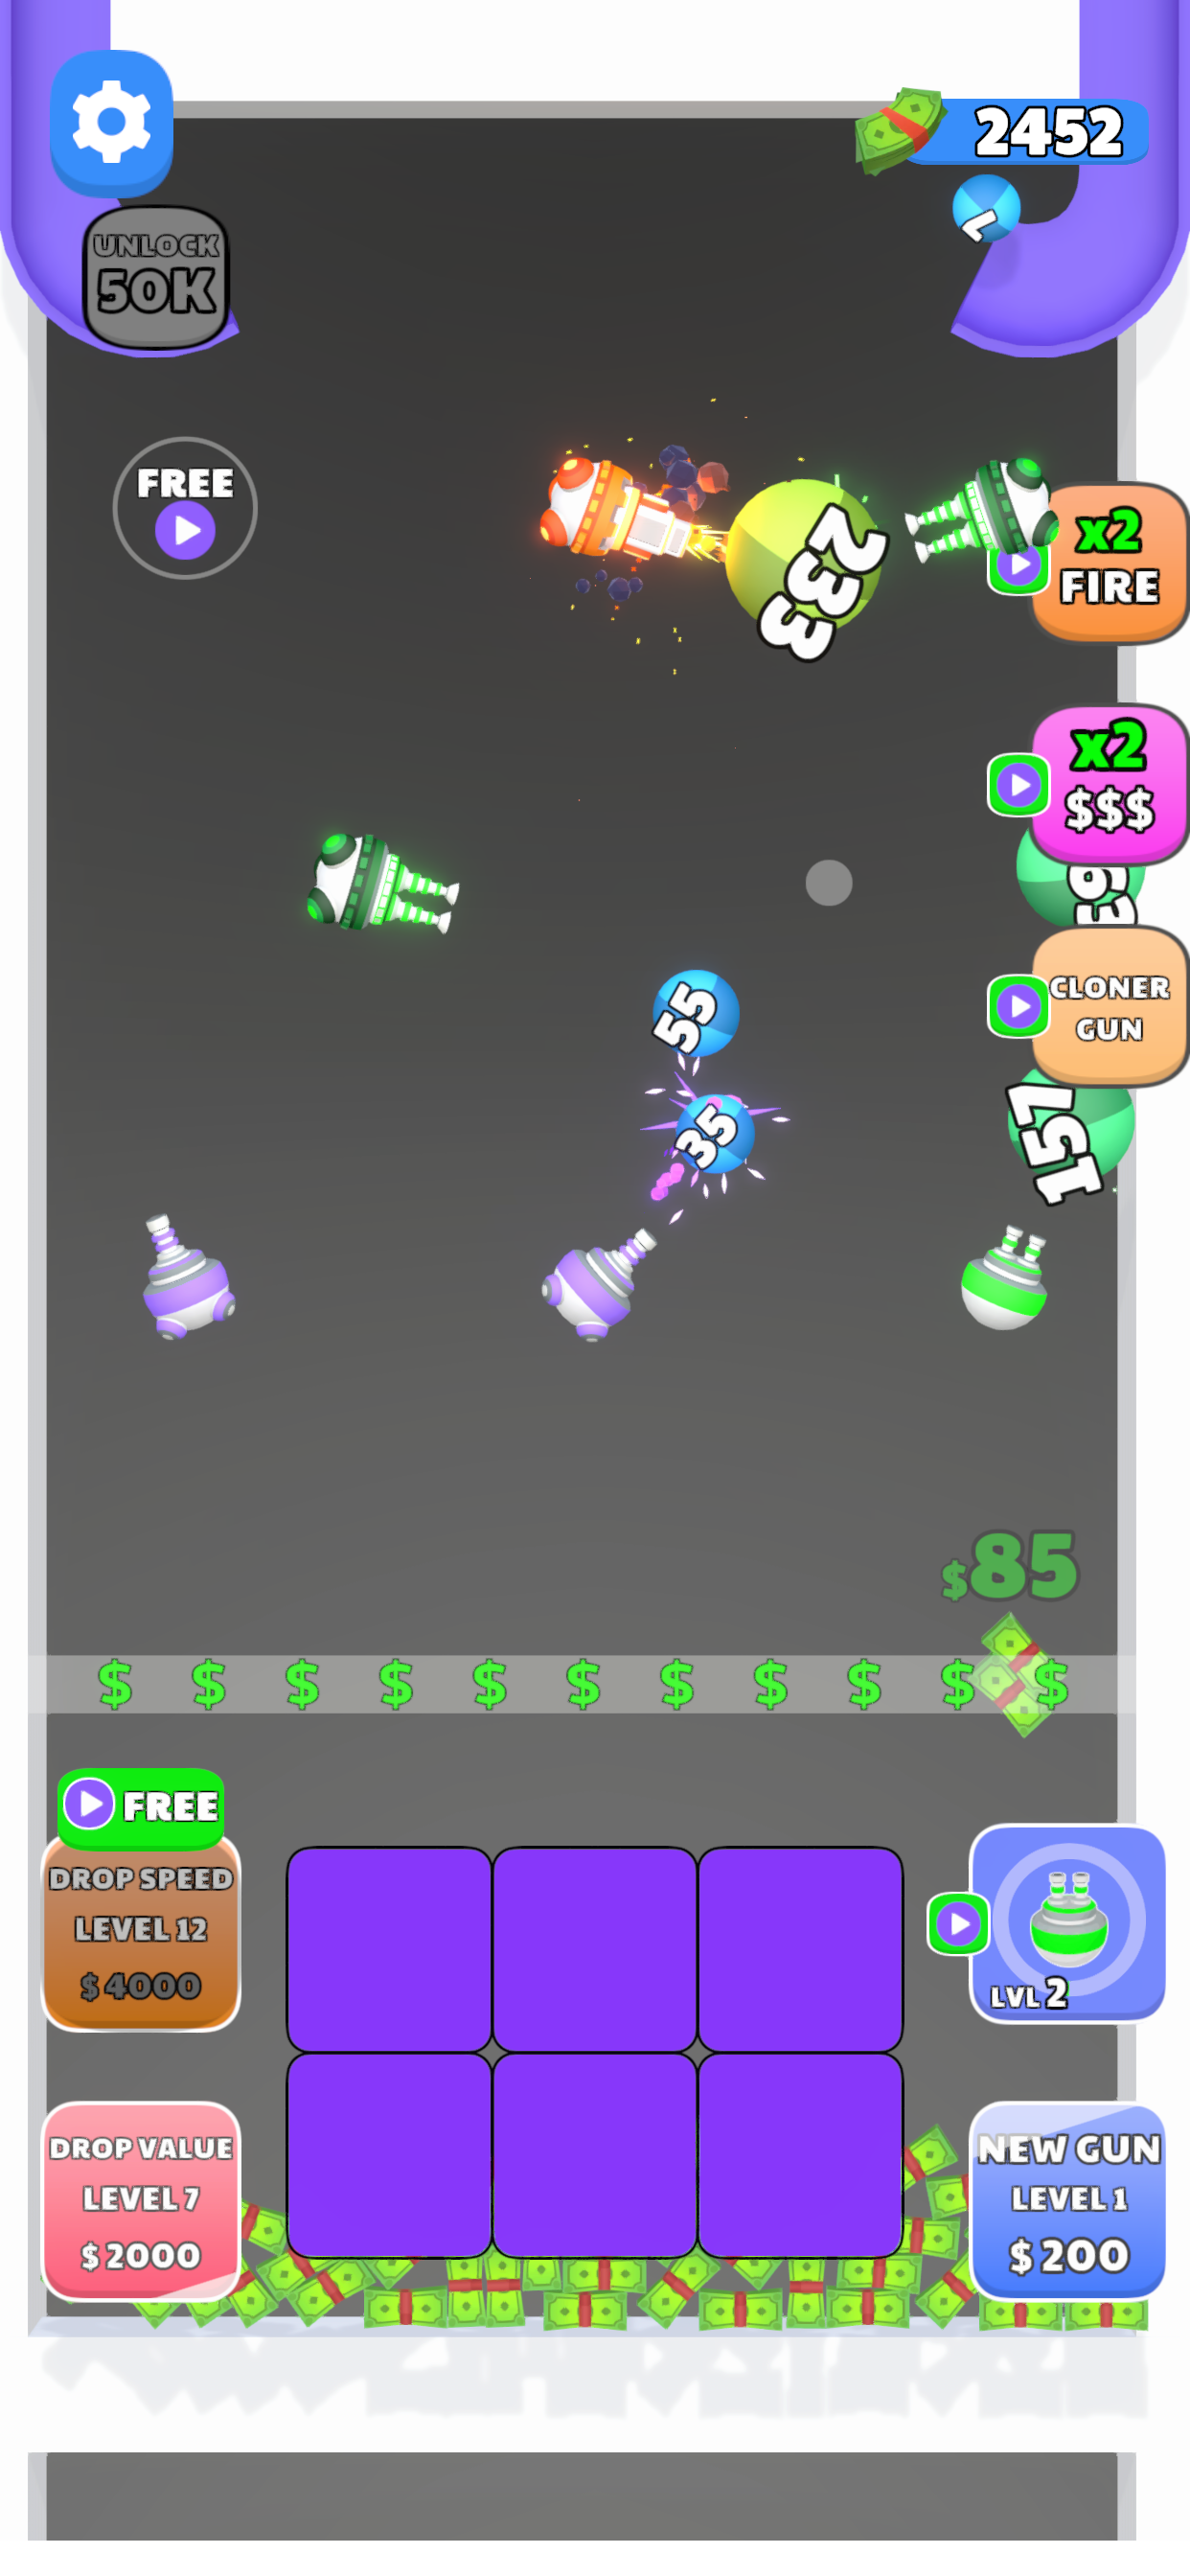 2452
1
UNLOCK
50K
FREE
233
x2
FIRE
x2
$$$
CLONER
GUN
55
35
157
$85
$ $ $ $ $ $ $ $ $ $ $
FREE
DROP SPEED
LEVEL 12
$ 4000
LVL 2
DROP VALUE
LEVEL 7
$ 2000
NEW GUN
LEVEL 1
$ 200